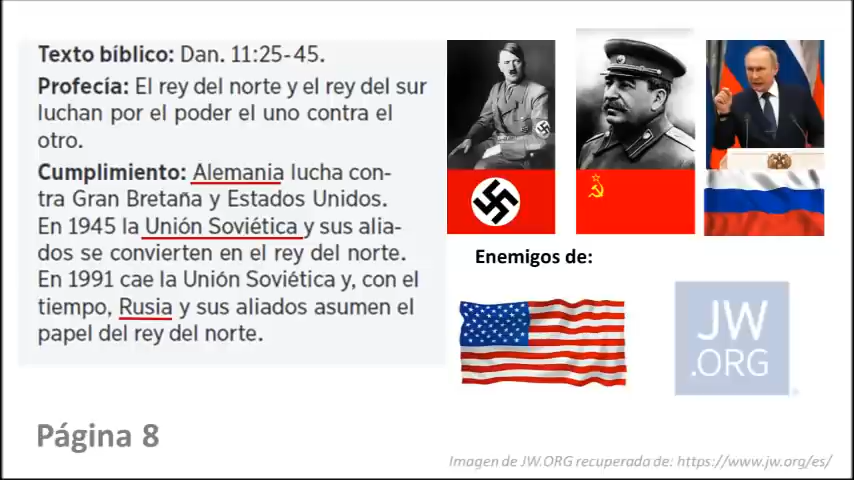 Texto bíblico: Dan. 11:25-45.
Profecía: El rey del norte y el rey del sur
luchan por el poder el uno contra el
otro.
Cumplimiento: Alemania lucha con-
tra Gran Bretaña y Estados Unidos.
En 1945 la Unión Soviética y sus alia-
dos se convierten en el rey del norte.
En 1991 cae la Unión Soviética y, con el
tiempo, Rusia y sus aliados asumen el
papel del rey del norte.
Enemigos de:
JW
.ORG
Página 8
Imagen de JW.ORG recuperada de: https://www.jw.org/es/